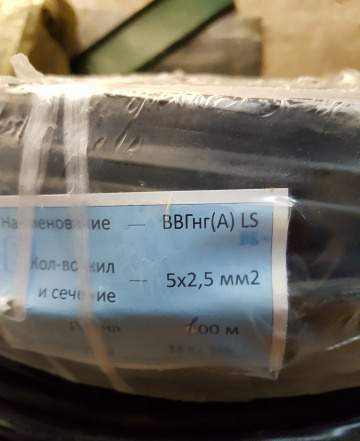 Наименование — ВВГнг(А) LS
Кол-во жил
и сечение — 5х2,5 мм2
100 м